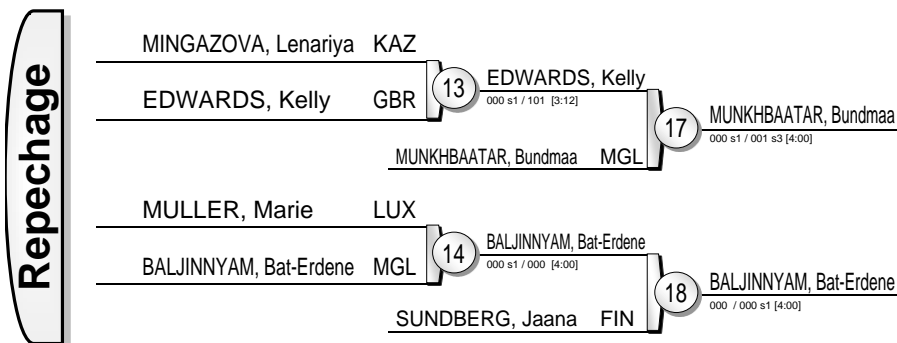 Repechage
MINGAZOVA, Lenariya KAZ
EDWARDS, Kelly GBR
13
EDWARDS, Kelly
000 s1 / 101 [3:12]
MUNKHBAATAR, Bundmaa MGL
17
MUNKHBAATAR, Bundmaa
000 s1 / 001 s3 [4:00]
MULLER, Marie LUX
BALJINNYAM, Bat-Erdene MGL
14
BALJINNYAM, Bat-Erdene
000 s1 / 000 [4:00]
SUNDBERG, Jaana FIN
18
BALJINNYAM, Bat-Erdene
000 / 000 s1 [4:00]